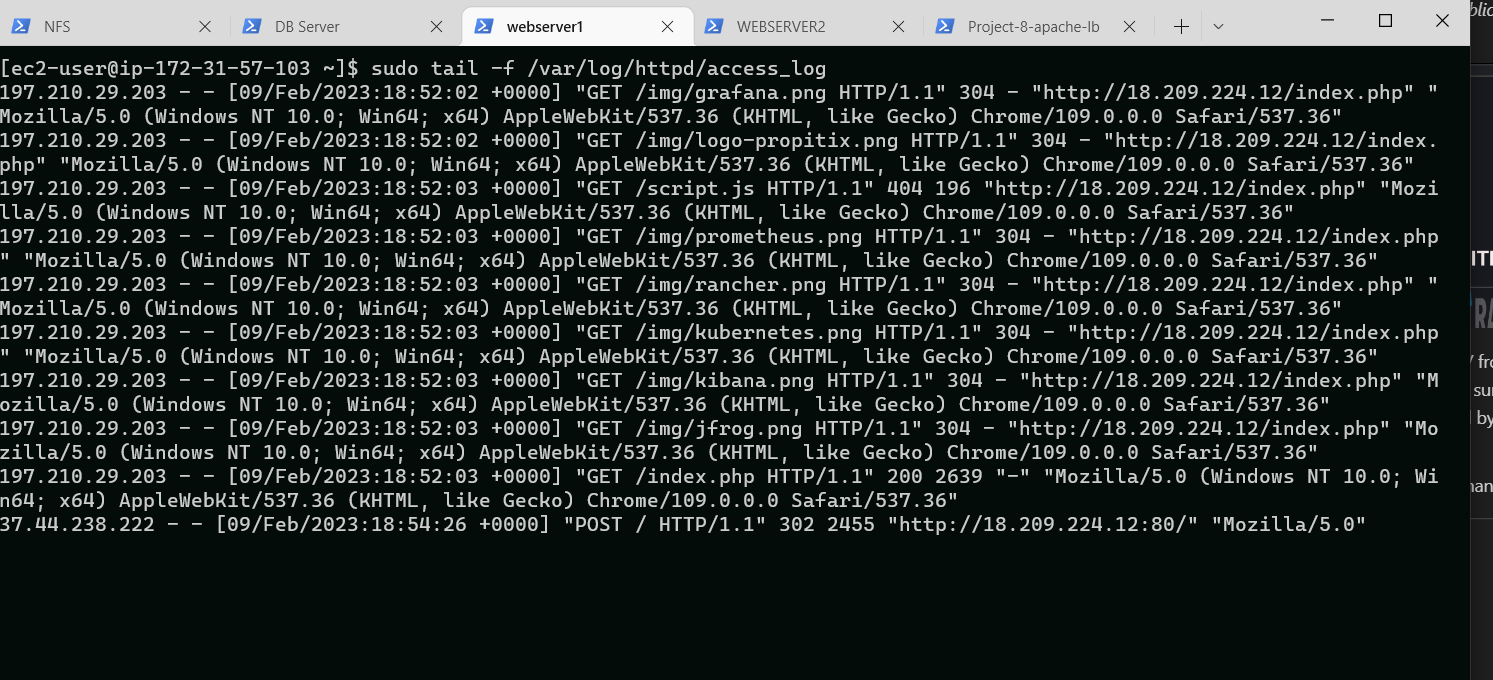 NFS
DB Server
webserver1
WEBSERVER2
Project-8-apache-lb
[ec2-user@ip-172-31-57-103 ~]$ sudo tail -f /var/log/httpd/access_log
197.210.29.203 - - [09/Feb/2023:18:52:02 +0000] "GET /img/grafana.png HTTP/1.1" 304 - "http://18.209.224.12/index.php" "
Mozilla/5.0 (Windows NT 10.0; Win64; x64) AppleWebKit/537.36 (KHTML, like Gecko) Chrome/109.0.0.0 Safari/537.36"
197.210.29.203 - - [09/Feb/2023:18:52:02 +0000] "GET /img/logo-propitix.png HTTP/1.1" 304 - "http://18.209.224.12/index.
php" "Mozilla/5.0 (Windows NT 10.0; Win64; x64) AppleWebKit/537.36 (KHTML, like Gecko) Chrome/109.0.0.0 Safari/537.36"
197.210.29.203 - - [09/Feb/2023:18:52:03 +0000] "GET /script.js HTTP/1.1" 404 196 "http://18.209.224.12/index.php" "Mozi
lla/5.0 (Windows NT 10.0; Win64; x64) AppleWebKit/537.36 (KHTML, like Gecko) Chrome/109.0.0.0 Safari/537.36"
197.210.29.203 - - [09/Feb/2023:18:52:03 +0000] "GET /img/prometheus.png HTTP/1.1" 304 - "http://18.209.224.12/index.php
" "Mozilla/5.0 (Windows NT 10.0; Win64; x64) AppleWebKit/537.36 (KHTML, like Gecko) Chrome/109.0.0.0 Safari/537.36"
197.210.29.203 - - [09/Feb/2023:18:52:03 +0000] "GET /img/rancher.png HTTP/1.1" 304 - "http://18.209.224.12/index.php" "
Mozilla/5.0 (Windows NT 10.0; Win64; x64) AppleWebKit/537.36 (KHTML, like Gecko) Chrome/109.0.0.0 Safari/537.36"
197.210.29.203 - - [09/Feb/2023:18:52:03 +0000] "GET /img/kubernetes.png HTTP/1.1" 304 - "http://18.209.224.12/index.php
" "Mozilla/5.0 (Windows NT 10.0; Win64; x64) AppleWebKit/537.36 (KHTML, like Gecko) Chrome/109.0.0.0 Safari/537.36"
197.210.29.203 - - [09/Feb/2023:18:52:03 +0000] "GET /img/kibana.png HTTP/1.1" 304 - "http://18.209.224.12/index.php" "M
ozilla/5.0 (Windows NT 10.0; Win64; x64) AppleWebKit/537.36 (KHTML, like Gecko) Chrome/109.0.0.0 Safari/537.36"
197.210.29.203 - - [09/Feb/2023:18:52:03 +0000] "GET /img/jfrog.png HTTP/1.1" 304 - "http://18.209.224.12/index.php" "Mo
zilla/5.0 (Windows NT 10.0; Win64; x64) AppleWebKit/537.36 (KHTML, like Gecko) Chrome/109.0.0.0 Safari/537.36"
197.210.29.203 - - [09/Feb/2023:18:52:03 +0000] "GET /index.php HTTP/1.1" 200 2639 "-" "Mozilla/5.0 (Windows NT 10.0; Wi
n64; x64) AppleWebKit/537.36 (KHTML, like Gecko) Chrome/109.0.0.0 Safari/537.36"
37.44.238.222 - - [09/Feb/2023:18:54:26 +0000] "POST / HTTP/1.1" 302 2455 "http://18.209.224.12:80/" "Mozilla/5.0"
by